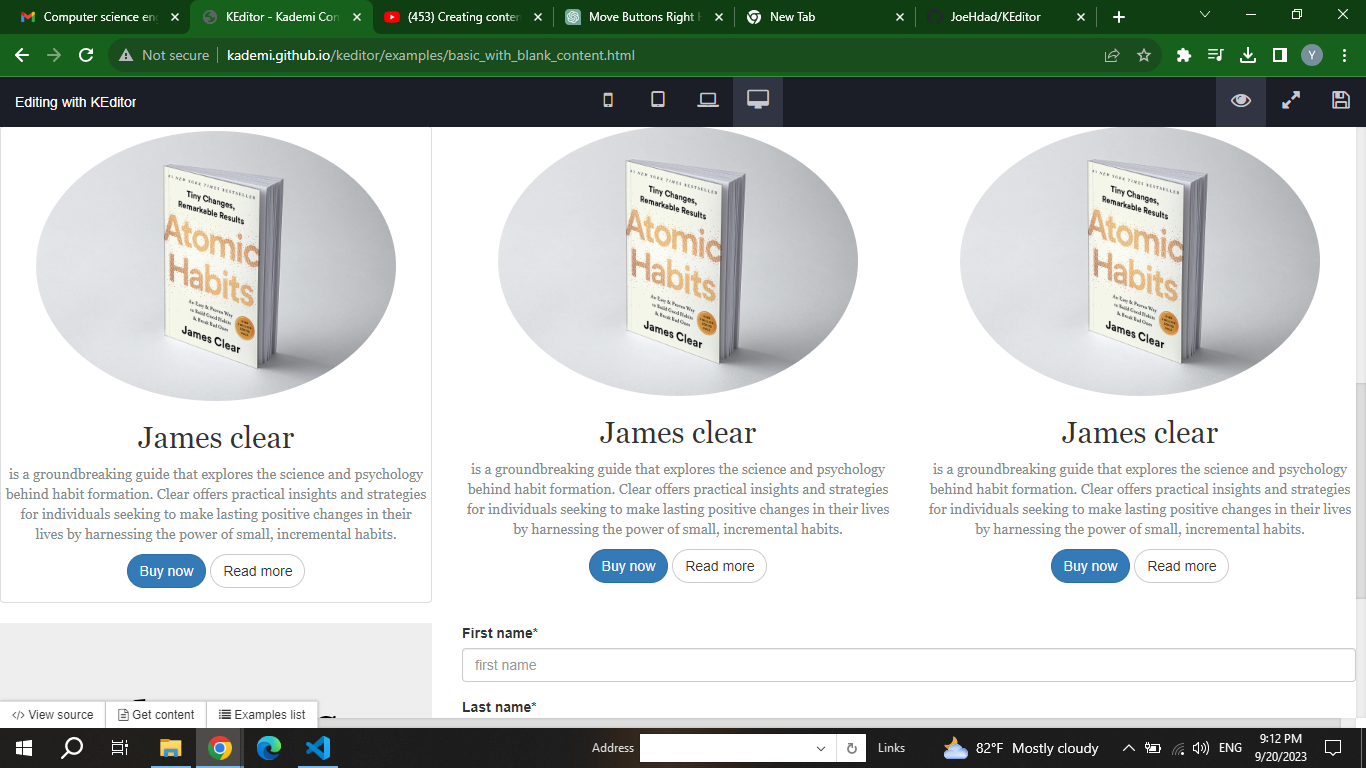 Computer science en
KEditor - Kademi Con
(453) Creating conten
Move Buttons Right H
New Tab
JoeHdad/KEditor
Not secure
kademi.github.io/keditor/examples/basic_with_blank_content.html
Y
Editing with KEditor
#1 NEW YORK TIMES BESTSELLER
Tiny Changes,
Remarkable Results
Atomic
Habits
An Easy & Proven Way
to Build Good Habits
& Break Bad Ones
James Clear
#1 NEW YORK TIMES BESTSELLER
Tiny Changes,
Remarkable Results
Atomic
Habits
An Easy & Proven Way
to Build Good Habits
& Break Bad Ones
James Clear
#1 NEW YORK TIMES BESTSELLER
Tiny Changes,
Remarkable Results
Atomic
Habits
An Easy & Proven Way
to Build Good Habits
& Break Bad Ones
James Clear
James clear
is a groundbreaking guide that explores the science and psychology
behind habit formation. Clear offers practical insights and strategies
for individuals seeking to make lasting positive changes in their
lives by harnessing the power of small, incremental habits.
Buy now
Read more
James clear
is a groundbreaking guide that explores the science and psychology
behind habit formation. Clear offers practical insights and strategies
for individuals seeking to make lasting positive changes in their lives
by harnessing the power of small, incremental habits.
Buy now
Read more
James clear
is a groundbreaking guide that explores the science and psychology
behind habit formation. Clear offers practical insights and strategies
for individuals seeking to make lasting positive changes in their lives
by harnessing the power of small, incremental habits.
Buy now
Read more
First name*
first name
Last name*
View source
Get content
Examples list
Address
Links
82°F Mostly cloudy
ENG
9:12 PM
9/20/2023